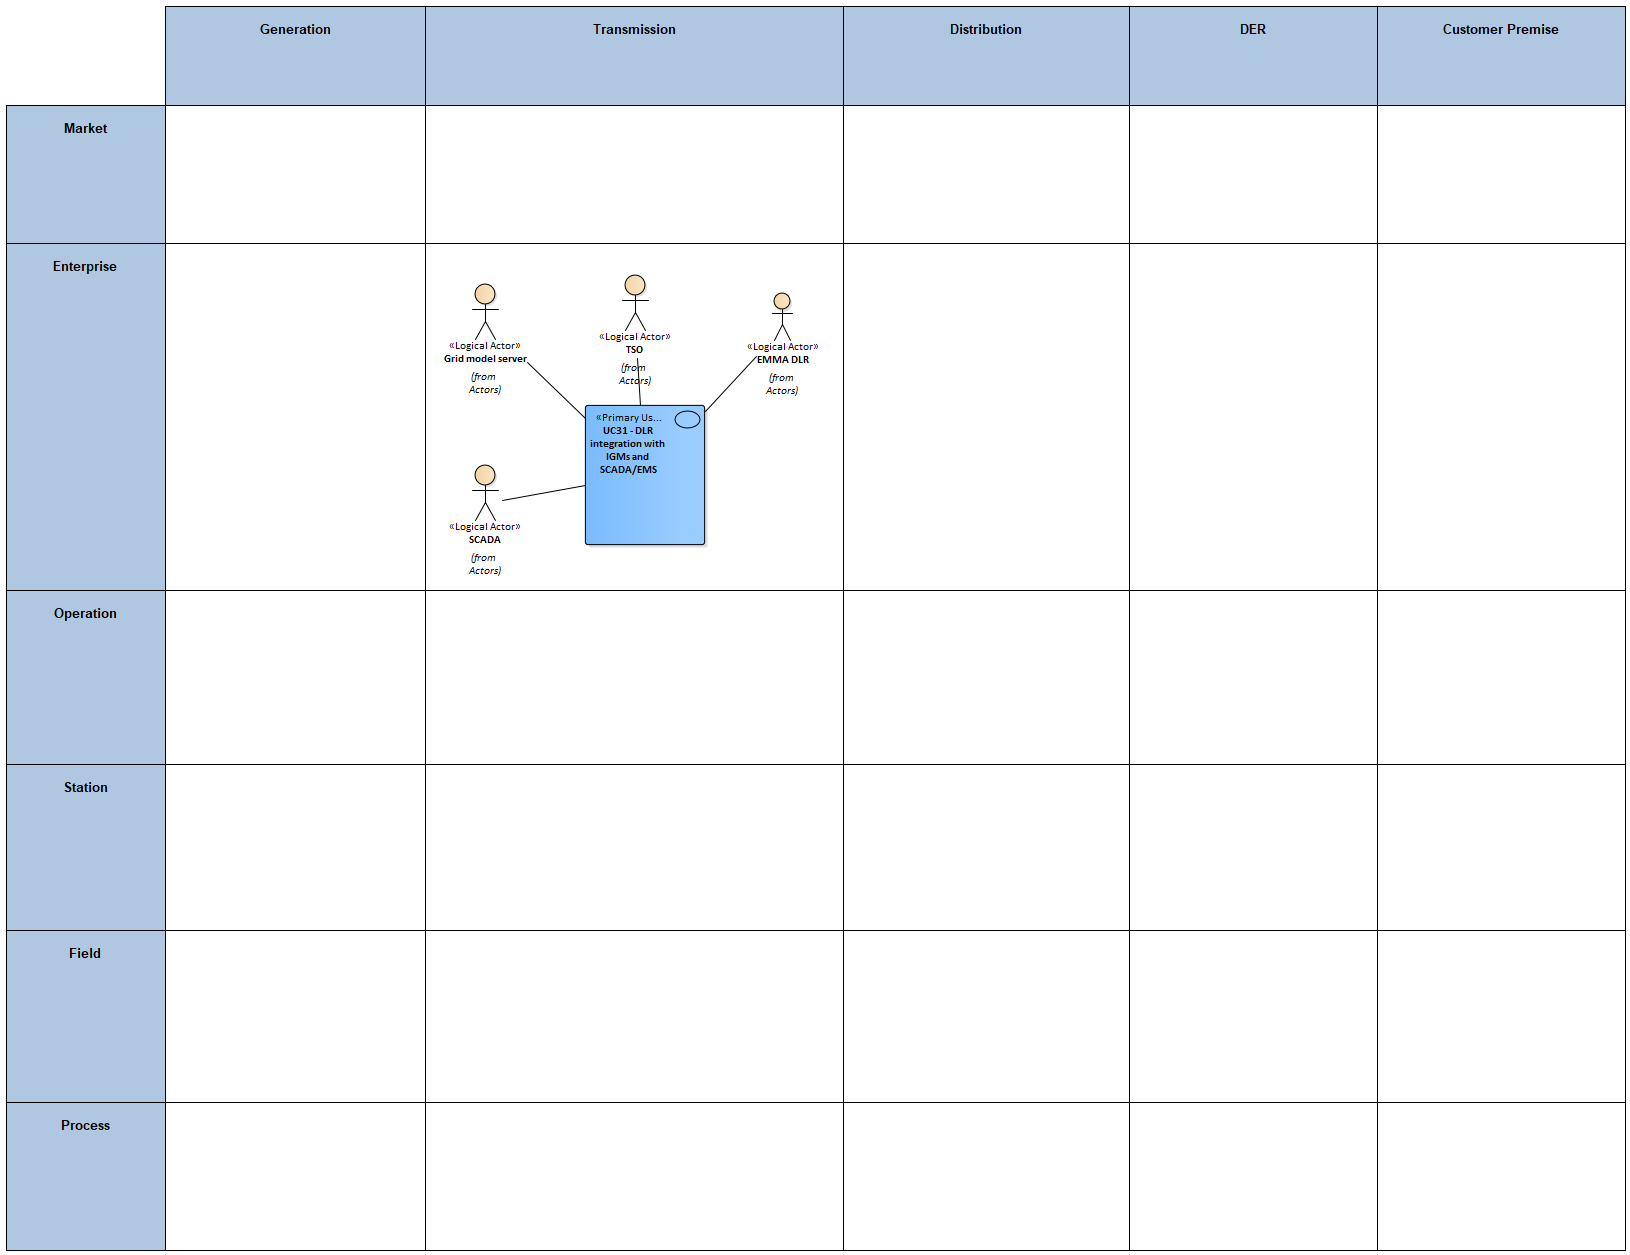 Generation
Transmission
Distribution
DER
Customer Premise
Market
Enterprise
«Logical Actor»
Grid model server
(from
Actors)
«Logical Actor»
TSO
(from
Actors)
«Logical Actor»
EMMA DLR
(from
Actors)
«Primary Us...
UC31 - DLR
integration with
IGMs and
SCADA/EMS
«Logical Actor»
SCADA
(from
Actors)
Operation
Station
Field
Process